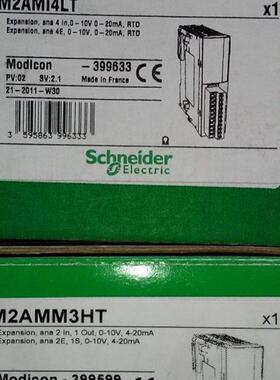 M2AMI4LT x1
Expansion, ana 4 In,0-10V 0-20mA, RTD
Expansion, ana 4E, 0-10V 0-20mA, RTD
Modicon - 399633
PV:02 SV:2.1 Made in France
21-2011-W30
3 595863 996333
Schneider
Electric
M2AMM3HT x1
Expansion, ana 2 In, 1 Out, 0-10V, 4-20mA
Expansion, ana 2E, 1S, 0-10V, 4-20mA
Modicon - 399599